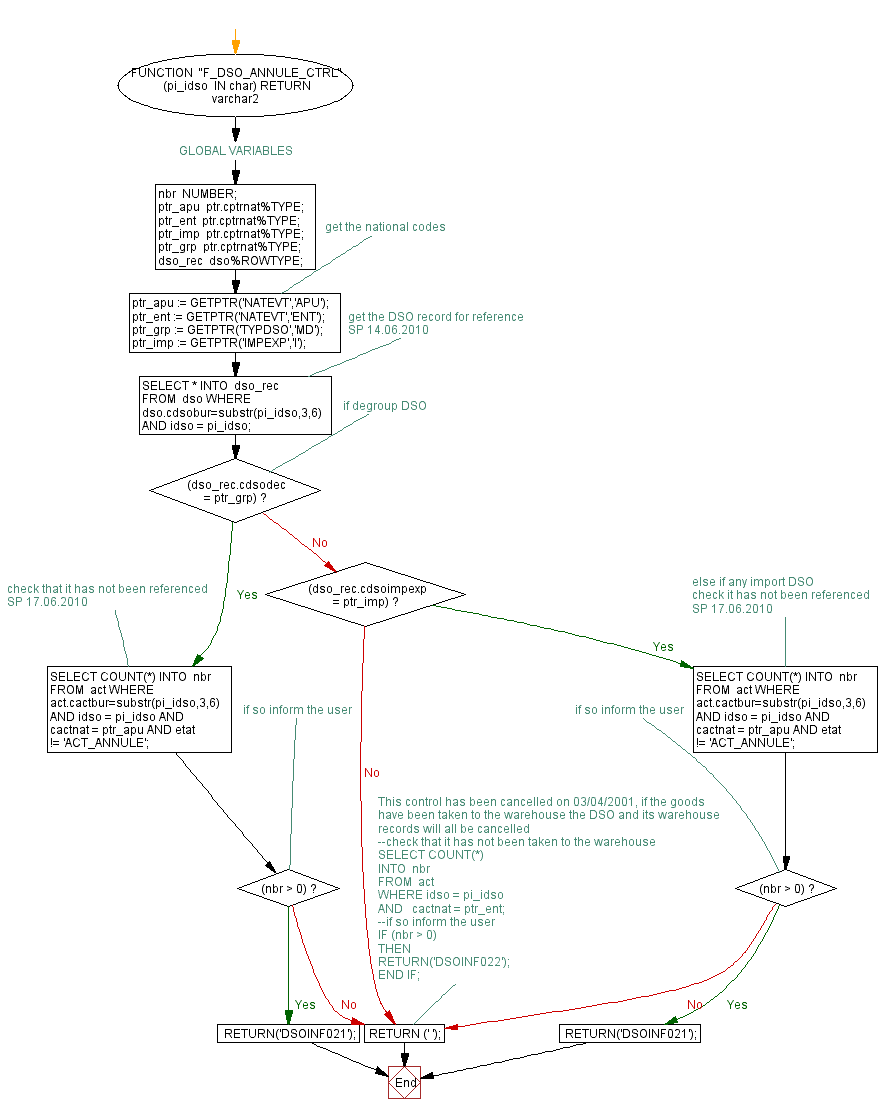 FUNCTION "F_DSO_ANNULE_CTRL"
(pi_idso IN char) RETURN
varchar2
GLOBAL VARIABLES
nbr NUMBER;
ptr_apu ptr.cptrnat%TYPE;
ptr_ent ptr.cptrnat%TYPE;
ptr_imp ptr.cptrnat%TYPE;
ptr_grp ptr.cptrnat%TYPE;
dso_rec dso%ROWTYPE;
get the national codes
ptr_apu := GETPTR('NATEVT','APU');
ptr_ent := GETPTR('NATEVT','ENT');
ptr_grp := GETPTR('TYPDSO','MD');
ptr_imp := GETPTR('IMPEXP','I');
get the DSO record for reference
SP 14.06.2010
SELECT * INTO dso_rec
FROM dso WHERE
dso.cdsobur=substr(pi_idso,3,6)
AND idso = pi_idso;
if degroup DSO
(dso_rec.cdsodec
= ptr_grp) ?
No
Yes
(dso_rec.cdsoimpexp
= ptr_imp) ?
check that it has not been referenced
SP 17.06.2010
else if any import DSO
check it has not been referenced
SP 17.06.2010
Yes
SELECT COUNT(*) INTO nbr
FROM act WHERE
act.cactbur=substr(pi_idso,3,6)
AND idso = pi_idso AND
cactnat = ptr_apu AND etat
!= 'ACT_ANNULE';
SELECT COUNT(*) INTO nbr
FROM act WHERE
act.cactbur=substr(pi_idso,3,6)
AND idso = pi_idso AND
cactnat = ptr_apu AND etat
!= 'ACT_ANNULE';
if so inform the user
if so inform the user
No
This control has been cancelled on 03/04/2001, if the goods
have been taken to the warehouse the DSO and its warehouse
records will all be cancelled
--check that it has not been taken to the warehouse
SELECT COUNT(*)
INTO nbr
FROM act
WHERE idso = pi_idso
AND cactnat = ptr_ent;
--if so inform the user
IF (nbr > 0)
THEN
RETURN('DSOINF022');
END IF;
(nbr > 0) ?
(nbr > 0) ?
Yes
No
No
Yes
RETURN('DSOINF021');
RETURN (' ');
RETURN('DSOINF021');
End